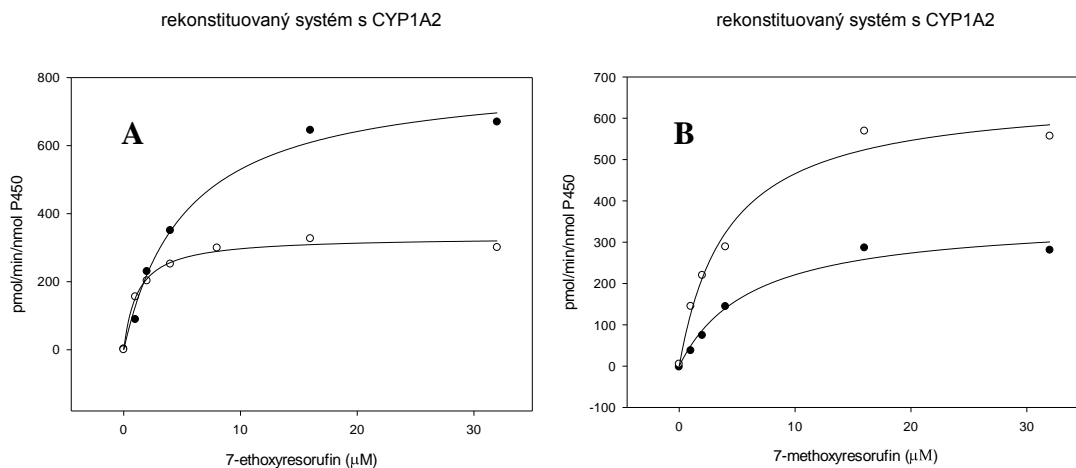 rekonstituovaný systém s CYP1A2
rekonstituovaný systém s CYP1A2
A
pmol/min/nmol P450
800
600
400
200
0
0 10 20 30
7-ethoxyresorufin (μM)
B
pmol/min/nmol P450
700
600
500
400
300
200
100
0
-100
0 10 20 30
7-methoxyresorufin (μM)